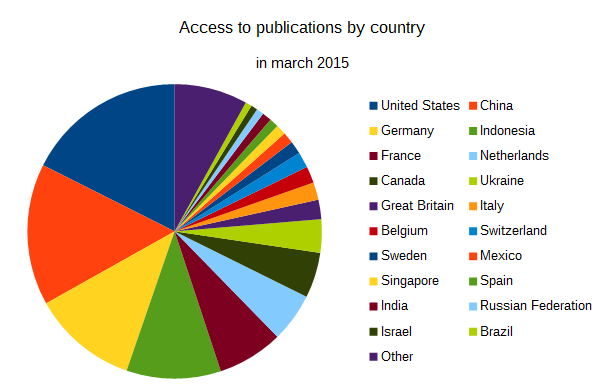 Access to publications by country
in march 2015
United States China
Germany Indonesia
France Netherlands
Canada Ukraine
Great Britain Italy
Belgium Switzerland
Sweden Mexico
Singapore Spain
India Russian Federation
Israel Brazil
Other